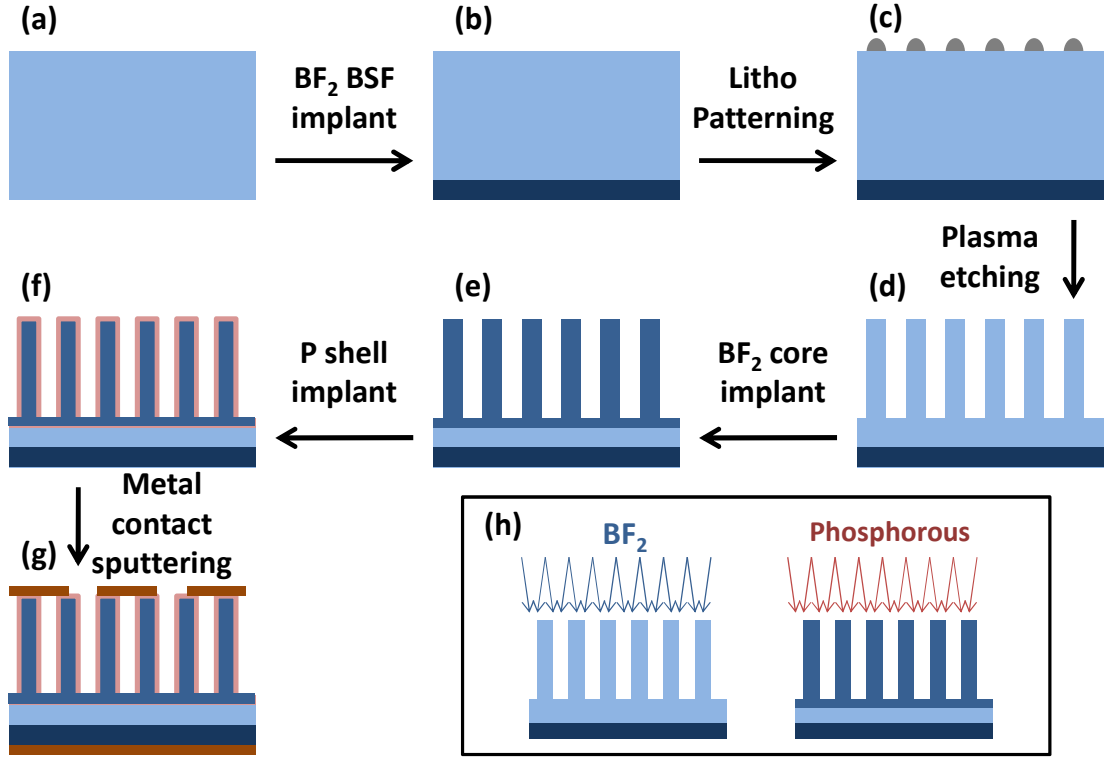 (a)
BF₂ BSF
implant
(b)
Litho
Patterning
(c)
Plasma
etching
(d)
BF₂ core
implant
(e)
P shell
implant
(f)
Metal
contact
sputtering
(g)
(h)
BF₂
Phosphorous